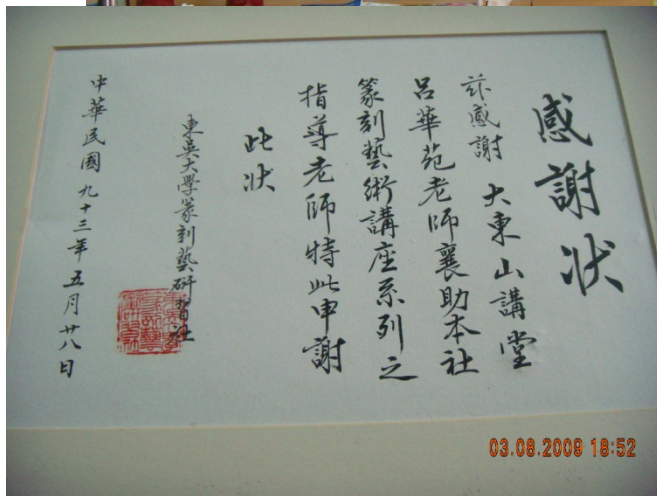 感謝狀
茲感謝 大東山講堂
呂華苑老師襄助本社
篆刻藝術講座系列之
指導老師特此申謝
此狀
東吳大學篆刻藝研習社
中華民國九十三年五月廿八日
03.08.2009 18:52